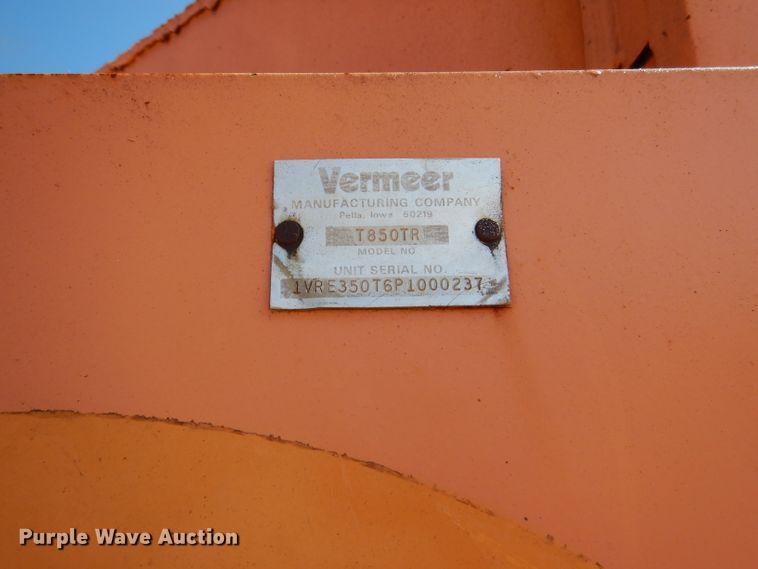 Vermeer
MANUFACTURING COMPANY
Pella, Iowa 50219
T850TR
MODEL NO
UNIT SERIAL NO.
1VRE350T6P1000237
Purple Wave Auction